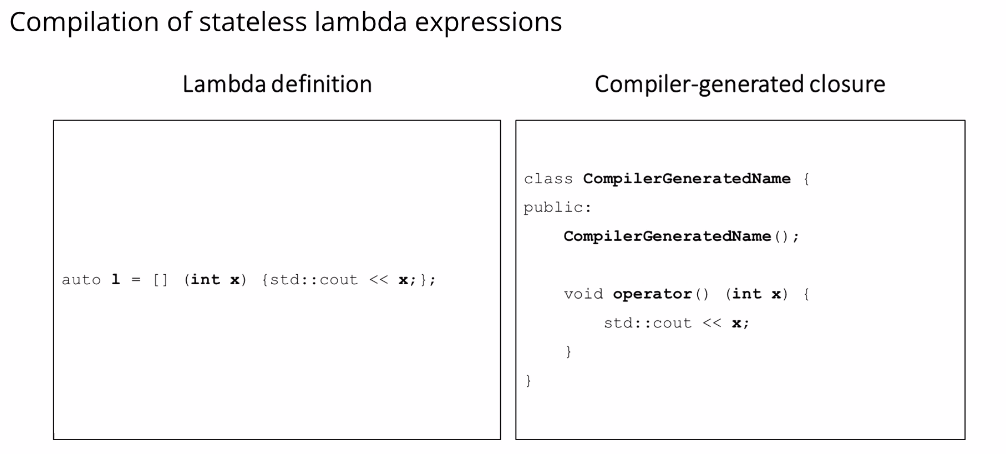 Compilation of stateless lambda expressions
Lambda definition
auto l = [] (int x) {std::cout << x;};
Compiler-generated closure
class CompilerGeneratedName {
public:
    CompilerGeneratedName();
    void operator() (int x) {
        std::cout << x;
    }
}